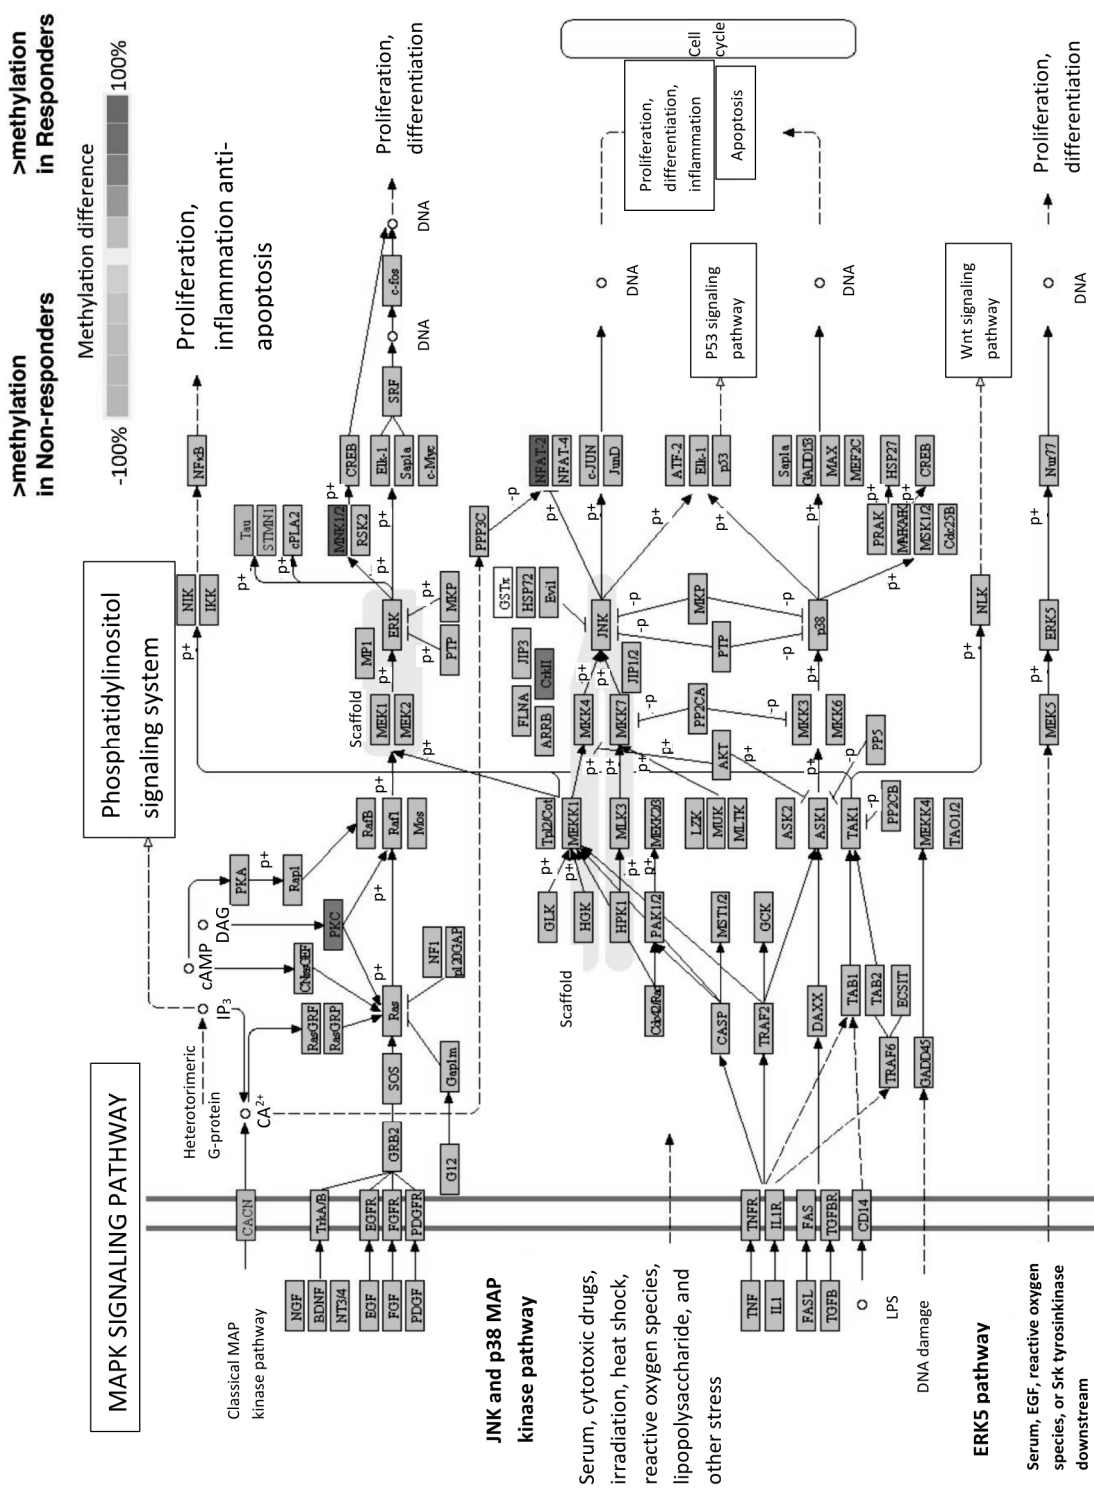 MAPK SIGNALING PATHWAY
Phosphatidylinositol
signaling system
>methylation
in Non-responders
>methylation
in Responders
Methylation difference
-100%
100%
Heterotorimeric
G-protein
IP3
cAMP
DAG
CA2+
PKA
Rap1
p+
NIK
IKK
p+
NFκB
Proliferation,
inflammation anti-
apoptosis
Classical MAP
kinase pathway
CACN
NGF
BDNF
NT3/4
TrkA/B
EGF
EGFR
FGF
FGFR
PDGF
PDGFR
GRB2
SOS
G12
Gap1m
RasGRF
RasGRP
CNrasGEF
PKC
Ras
p+
p+
NF1
p120GAP
RafB
Raf1
Mos
p+
p+
Scaffold
MEK1
MEK2
p+
MP1
ERK
PTP
MKP
p+
p+
p+
p+
p+
p+
Tau
STMN1
cPLA2
MNK1/2
RSK2
p+
CREB
Elk-1
Sap1a
c-Myc
SRF
DNA
c-fos
DNA
Proliferation,
differentiation
PPP3C
-p
JNK and p38 MAP
kinase pathway
Serum, cytotoxic drugs,
irradiation, heat shock,
reactive oxygen species,
lipopolysaccharide, and
other stress
Scaffold
GLK
HGK
HPK1
PAK1/2
Cdc42/Rac
p+
p+
p+
p+
Tpl2/Cot
MEKK1
MLK3
MEKK2/3
LZK
MUK
MLTK
p+
p+
p+
MKK4
MKK7
FLNA
ARRB
JIP3
CrkII
JIP1/2
p+
p+
GSTπ
HSP72
Evi1
JNK
p+
p+
p+
NFAT-2
NFAT-4
c-JUN
JunD
DNA
Proliferation,
differentiation,
inflammation
Apoptosis
Cell
cycle
CASP
MST1/2
TRAF2
GCK
AKT
PP2CA
-p
-p
PTP
MKP
-p
-p
-p
-p
ATF-2
Elk-1
p53
P53 signaling
pathway
TNF
TNFR
IL1
IL1R
FASL
FAS
TGFB
TGFBR
LPS
CD14
DAXX
ASK2
ASK1
TAK1
PP5
PP2CB
-p
p+
MKK3
MKK6
p+
p38
p+
p+
p+
Sap1a
GADD153
MAX
MEF2C
DNA
PRAK
MAPKAPK
MSK1/2
Cdc25B
p+
p+
HSP27
CREB
TAB1
TAB2
ECSIT
TRAF6
DNA damage
GADD45
MEKK4
TAO1/2
NLK
Wnt signaling
pathway
ERK5 pathway
Serum, EGF, reactive oxygen
species, or Srk tyrosinkinase
downstream
MEK5
p+
ERK5
p+
Nur77
DNA
Proliferation,
differentiation